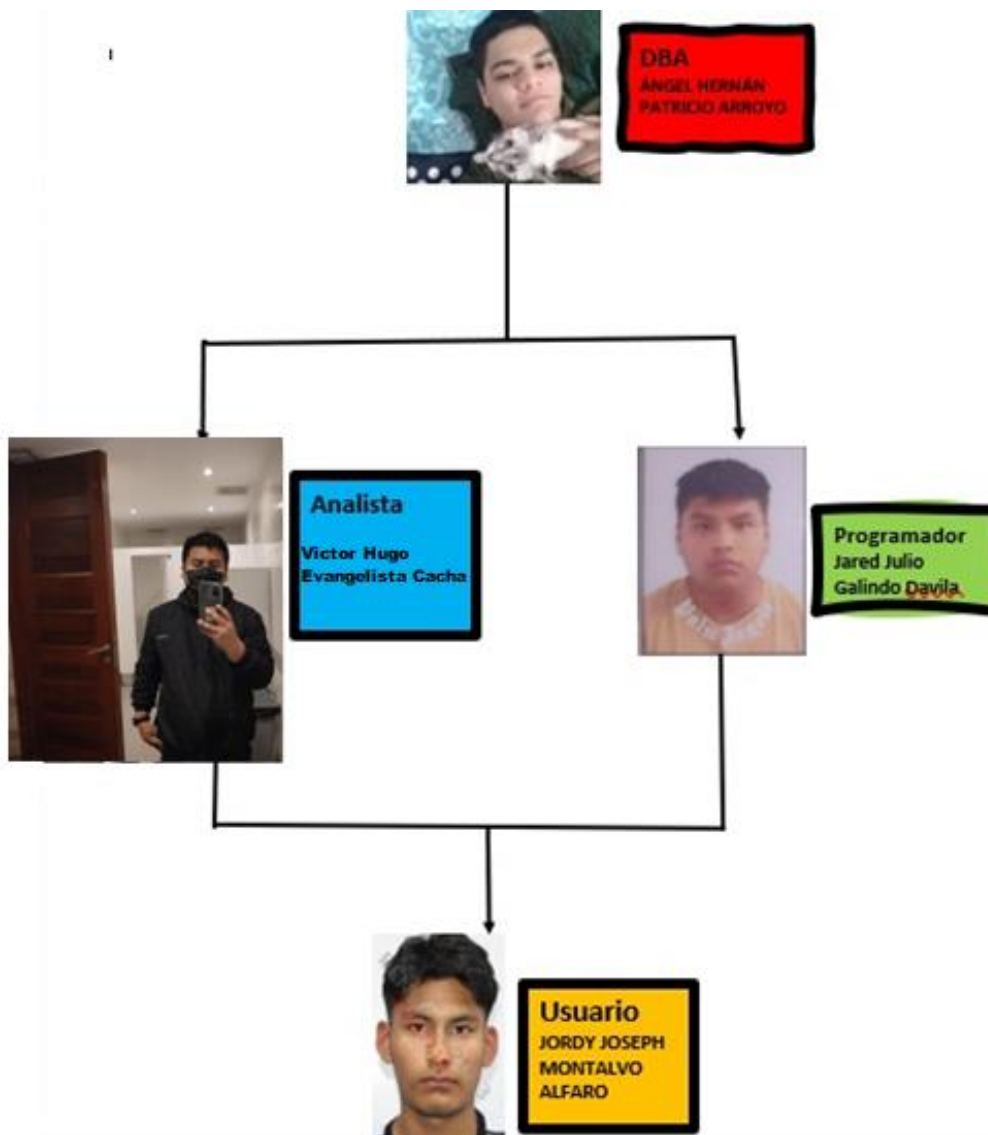 DBA
ÁNGEL HERNÁN
PATRICIO ARROYO
Analista
Victor Hugo
Evangelista Cacha
Programador
Jared Julio
Galindo Davila
Usuario
JORDY JOSEPH
MONTALVO
ALFARO